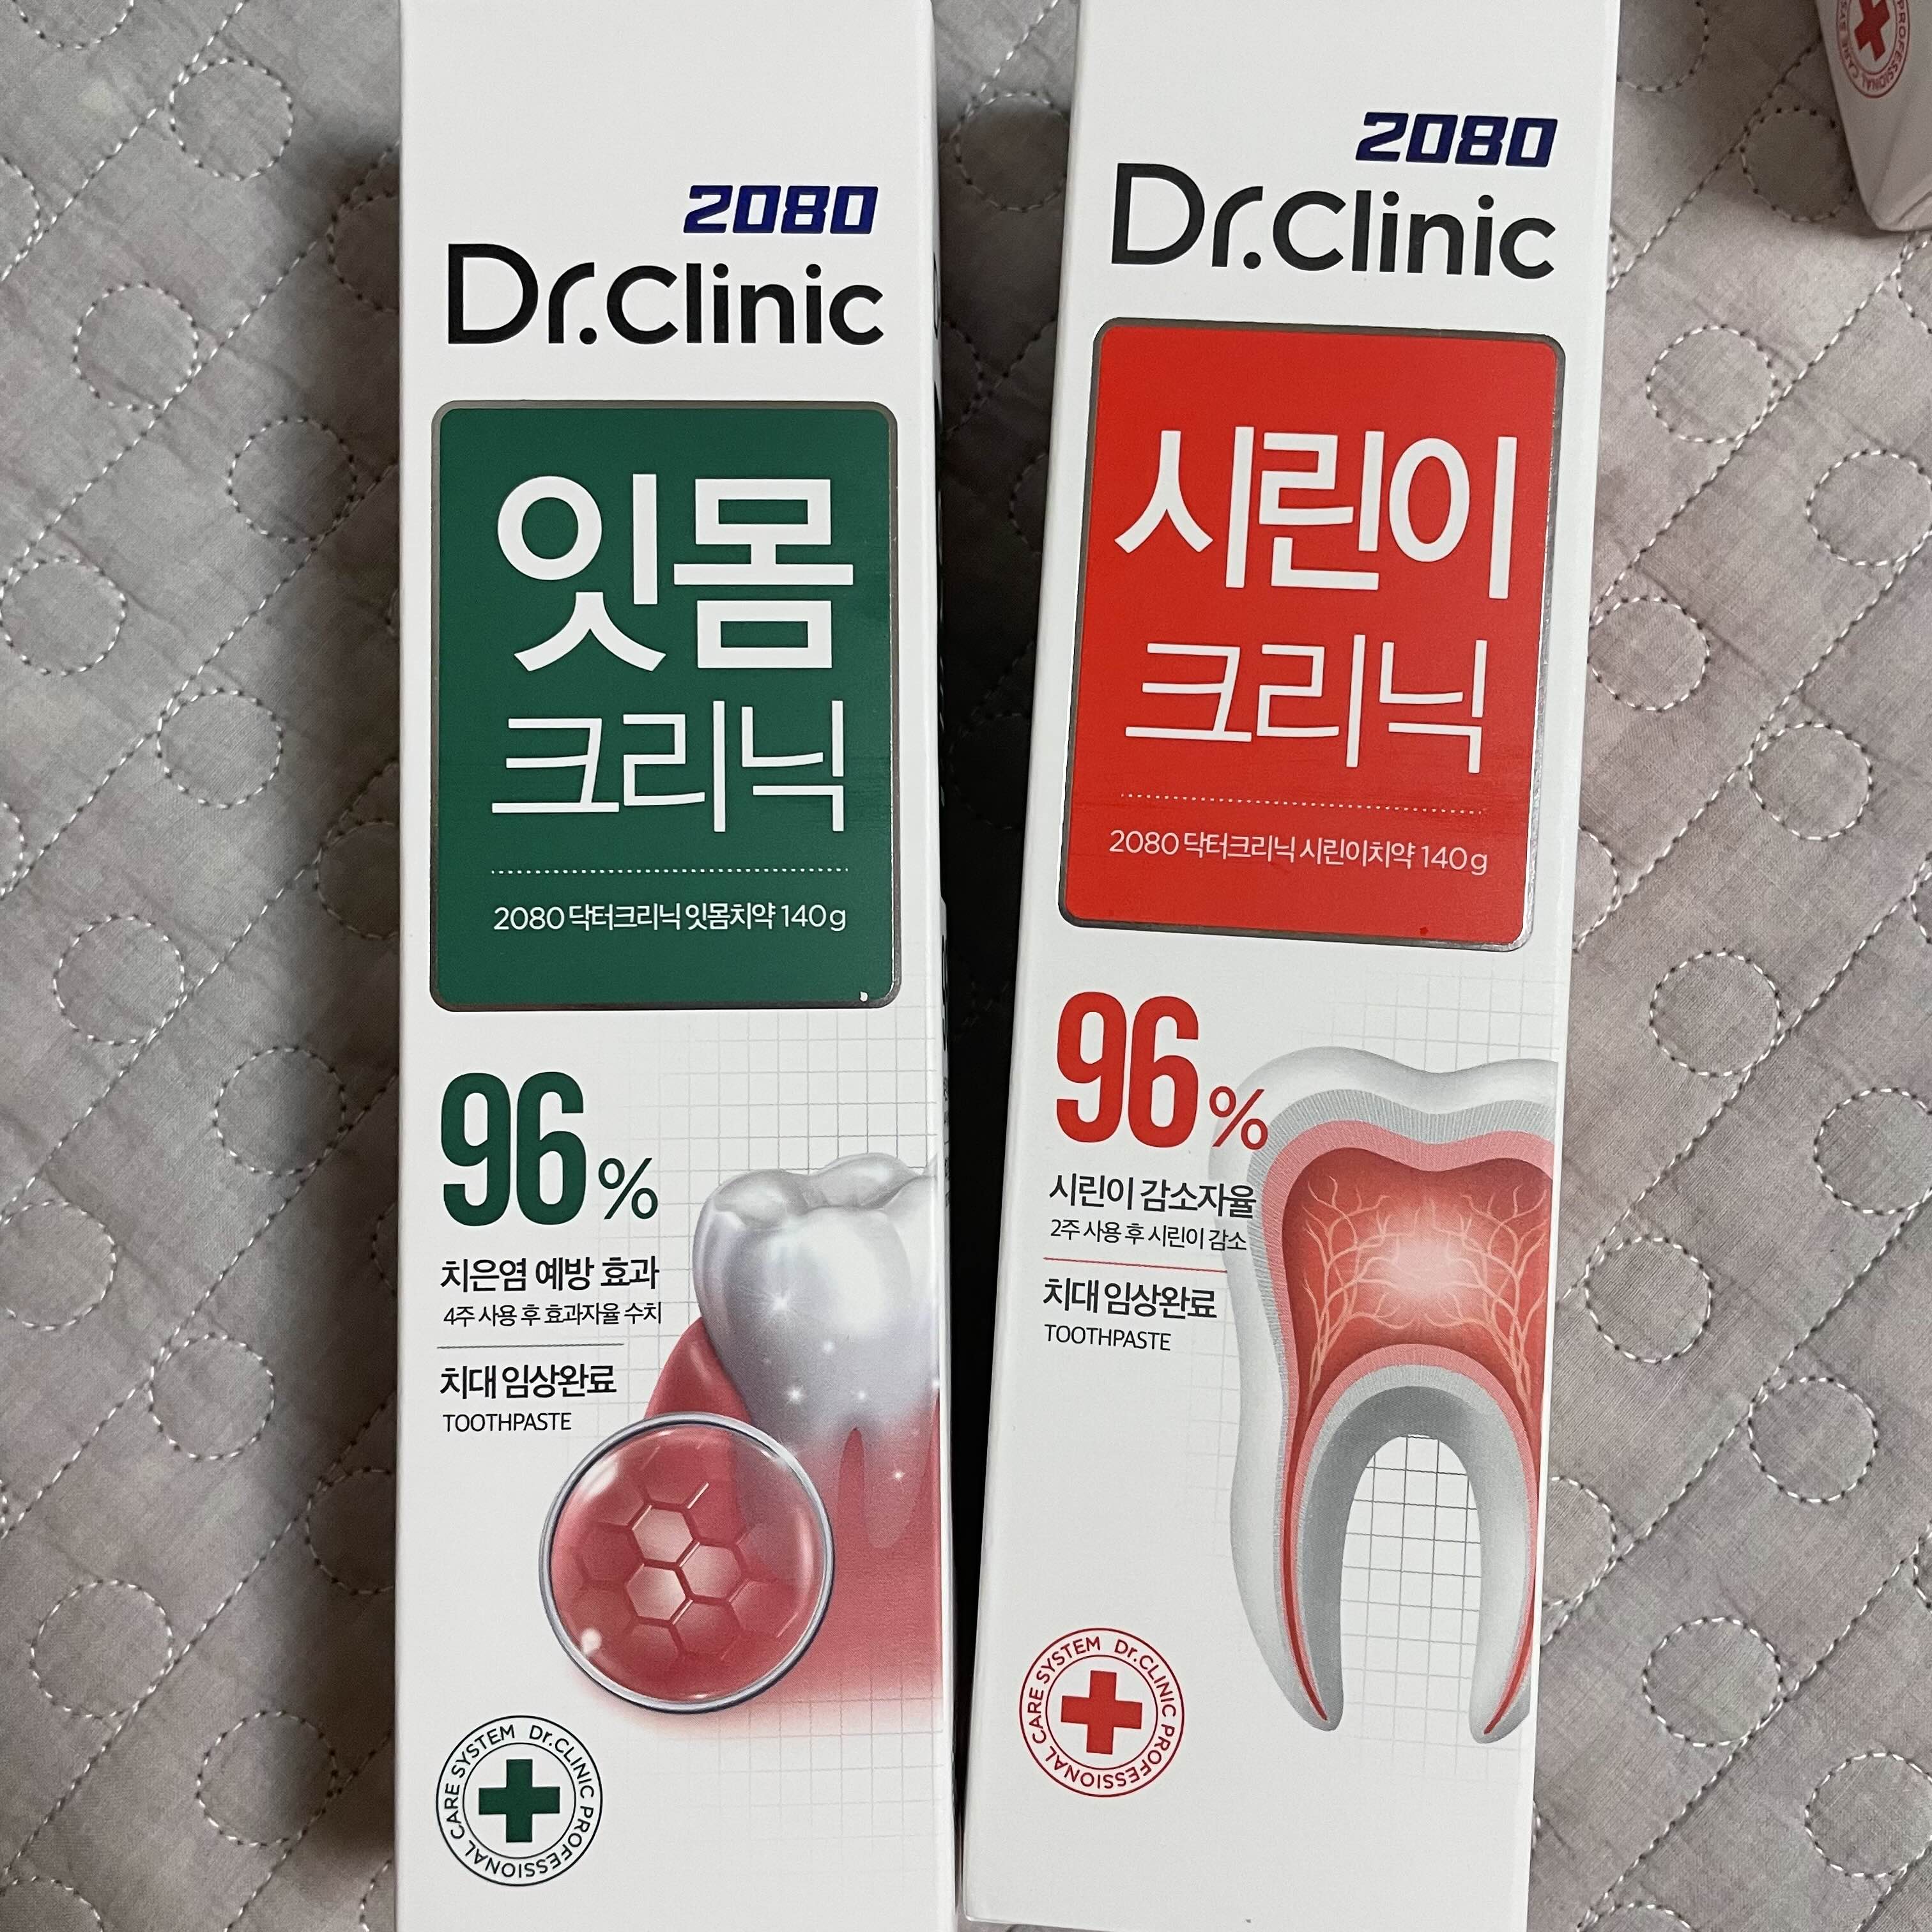 2080
Dr.Clinic
잇몸
크리닉
2080 닥터크리닉 잇몸치약 140g
96%
치은염 예방 효과
4주 사용 후 효과자율 수치
치대 임상완료
TOOTHPASTE
Dr.CLINIC PROFESSIONAL CARE SYSTEM
2080
Dr.Clinic
시린이
크리닉
2080 닥터크리닉 시린이치약 140g
96%
시린이 감소자율
2주 사용 후 시린이 감소
치대 임상완료
TOOTHPASTE
Dr.CLINIC PROFESSIONAL CARE SYSTEM
PROFESSIONAL CARE SYS